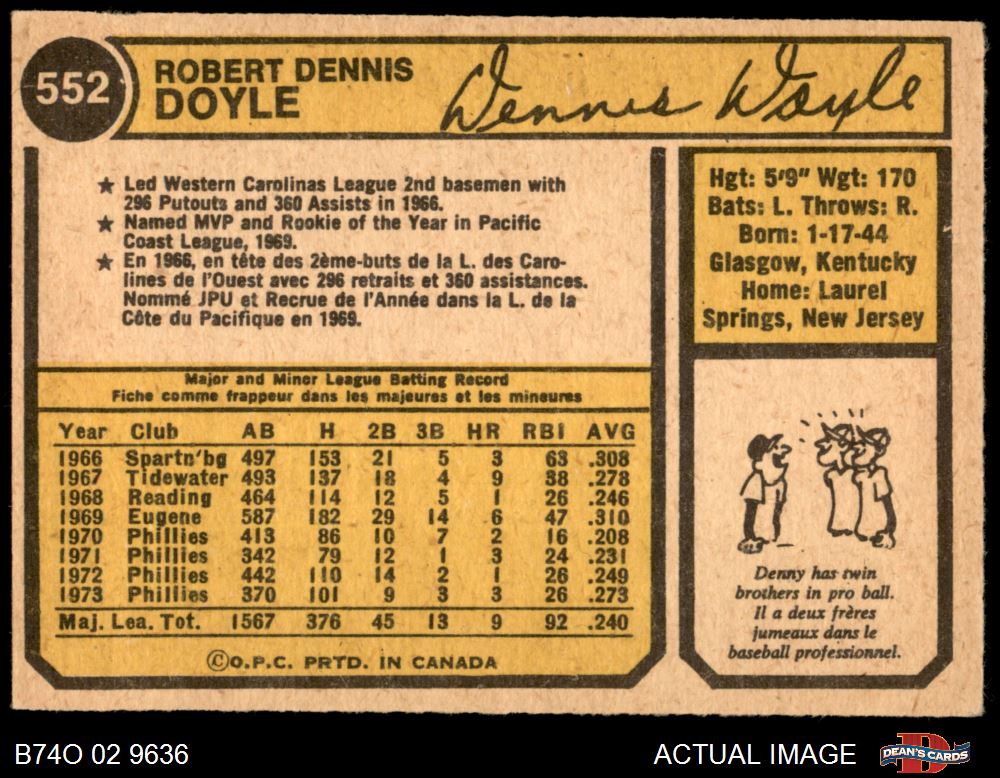 552
ROBERT DENNIS
DOYLE
Dennis Doyle
★ Led Western Carolinas League 2nd basemen with
296 Putouts and 360 Assists in 1966.
★ Named MVP and Rookie of the Year in Pacific
Coast League, 1969.
★ En 1966, en tête des 2ème-buts de la L. des Caro-
lines de l'Ouest avec 296 retraits et 360 assistances.
Nommé JPU et Recrue de l'Année dans la L. de la
Côte du Pacifique en 1969.
Hgt: 5'9" Wgt: 170
Bats: L. Throws: R.
Born: 1-17-44
Glasgow, Kentucky
Home: Laurel
Springs, New Jersey
Major and Minor League Batting Record
Fiche comme frappeur dans les majeures et les mineures
Year Club AB H 2B 3B HR RBI AVG
1966 Spartn'bg 497 153 21 5 3 63 .308
1967 Tidewater 493 137 18 4 9 38 .278
1968 Reading 464 114 12 5 1 26 .246
1969 Eugene 587 182 29 14 6 47 .310
1970 Phillies 413 86 10 7 2 16 .208
1971 Phillies 342 79 12 1 3 24 .231
1972 Phillies 442 110 14 2 1 26 .249
1973 Phillies 370 101 9 3 3 26 .273
Maj. Lea. Tot. 1567 376 45 13 9 92 .240
©O.P.C. PRTD. IN CANADA
Denny has twin
brothers in pro ball.
Il a deux frères
jumeaux dans le
baseball professionnel.
B74O 02 9636
ACTUAL IMAGE
DEAN'S CARDS